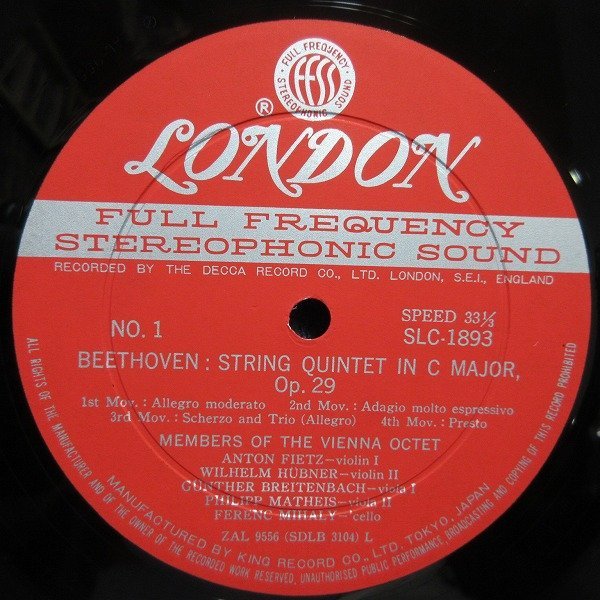 FULL FREQUENCY
FFSS
STEREOPHONIC SOUND
®
LONDON
FULL FREQUENCY
STEREOPHONIC SOUND
RECORDED BY THE DECCA RECORD CO., LTD. LONDON, S.E.I., ENGLAND
NO. 1
SPEED 33⅓
SLC-1893
BEETHOVEN : STRING QUINTET IN C MAJOR,
Op. 29
1st Mov. : Allegro moderato 2nd Mov. : Adagio molto espressivo
3rd Mov. : Scherzo and Trio (Allegro) 4th Mov. : Presto
MEMBERS OF THE VIENNA OCTET
ANTON FIETZ—violin I
WILHELM HÜBNER—violin II
GÜNTHER BREITENBACH—viola I
PHILIPP MATHEIS—viola II
FERENC MIHALY—'cello
ZAL 9556 (SDLB 3104) L
MANUFACTURED BY KING RECORD CO., LTD. TOKYO, JAPAN
ALL RIGHTS OF THE MANUFACTURER AND OF THE OWNER OF THE RECORDED WORK RESERVED, UNAUTHORISED PUBLIC PERFORMANCE, BROADCASTING AND COPYING OF THIS RECORD PROHIBITED